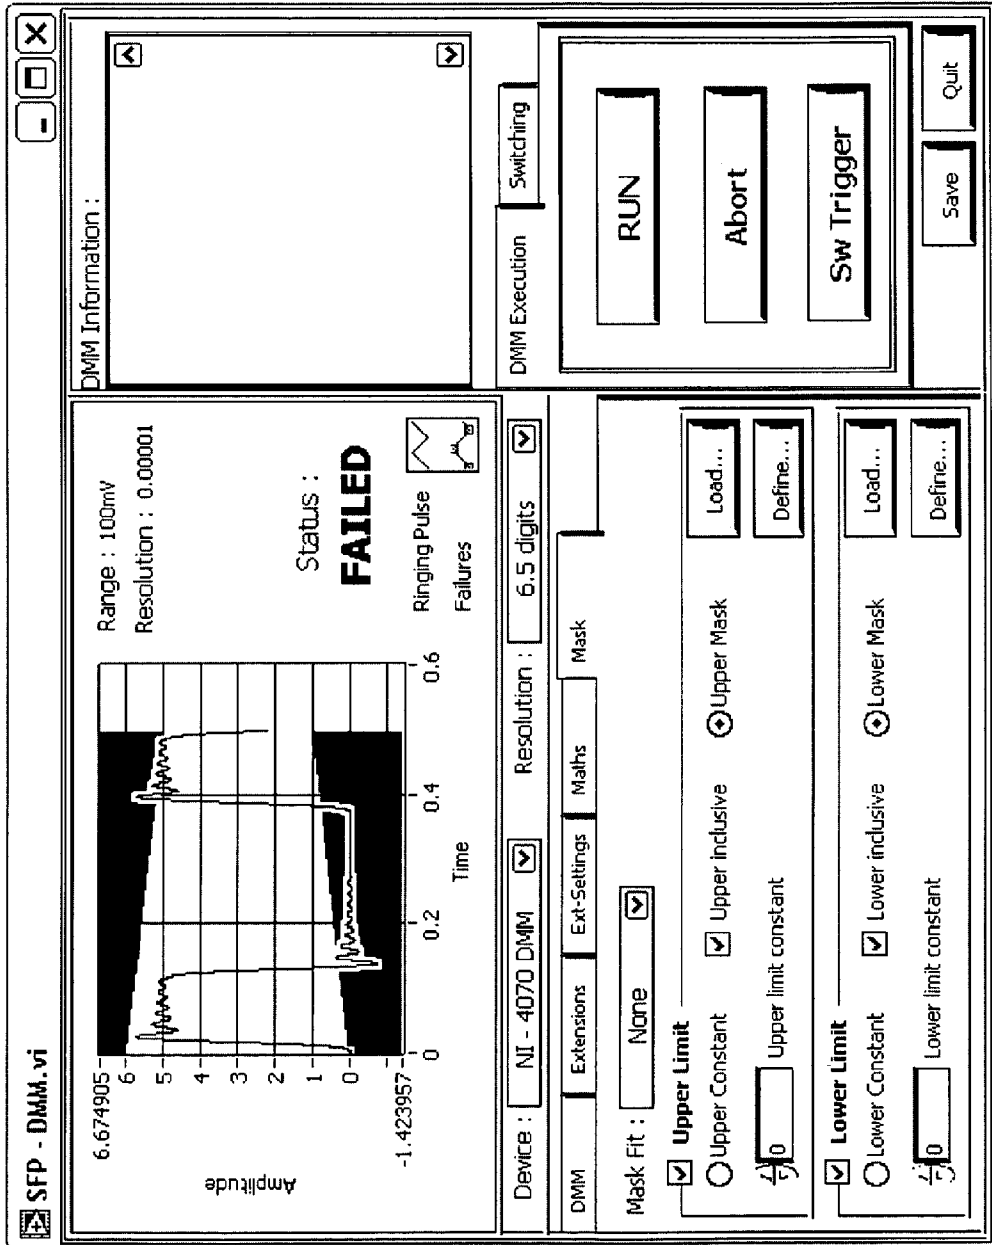 SFP - DMM.vi
6.674905
6
5
4
3
2
1
0
-1.423957
Amplitude
0
0.2
0.4
0.6
Time
Range : 100mV
Resolution : 0.00001
Status :
FAILED
Ringing Pulse
Failures
DMM Information :
Device : NI - 4070 DMM Resolution : 6.5 digits
DMM Extensions Ext-Settings Maths Mask
Mask Fit : None
Upper Limit
Upper Constant Upper inclusive Upper Mask
0 Upper limit constant
Load...
Define...
Lower Limit
Lower Constant Lower inclusive Lower Mask
0 Lower limit constant
Load...
Define...
DMM Execution Switching
RUN
Abort
Sw Trigger
Save Quit